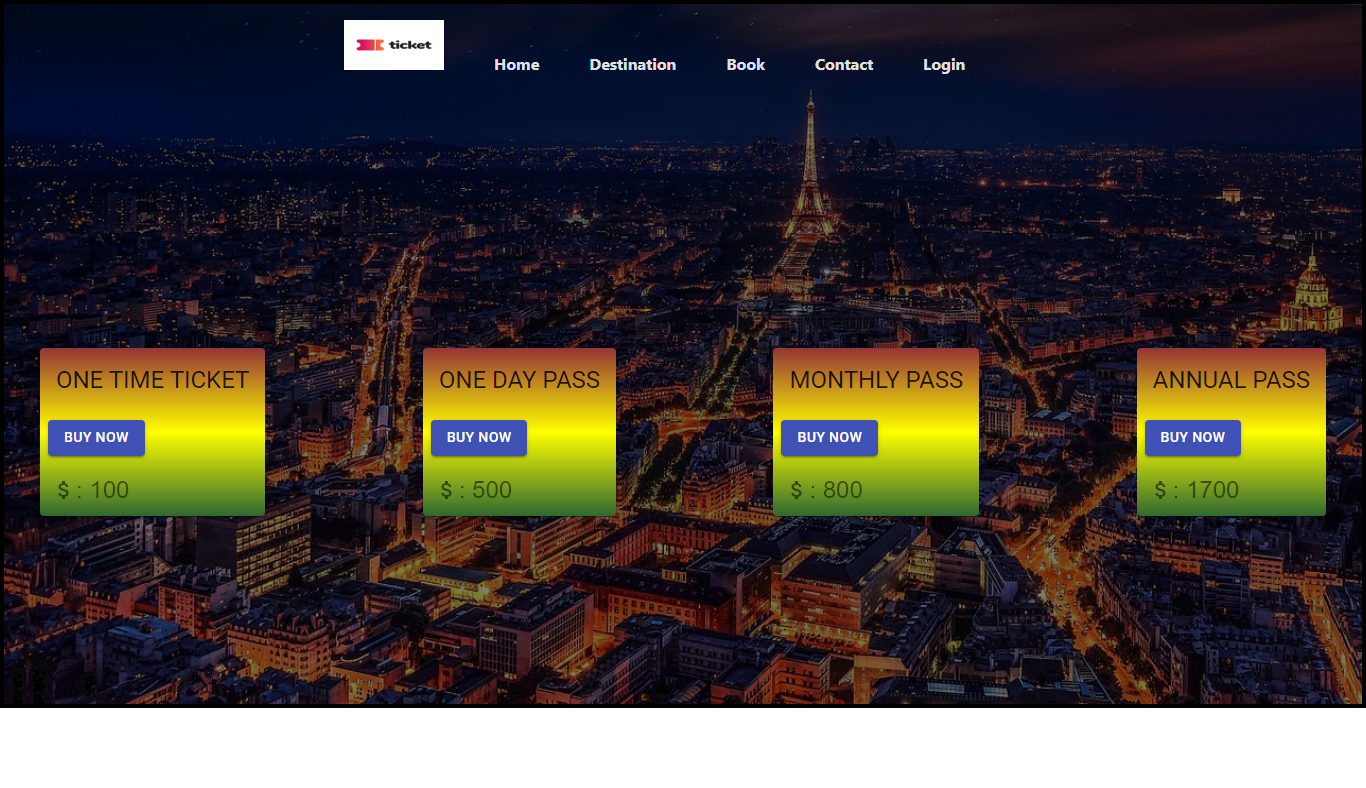 ticket
Home Destination Book Contact Login
ONE TIME TICKET
BUY NOW
$ : 100
ONE DAY PASS
BUY NOW
$ : 500
MONTHLY PASS
BUY NOW
$ : 800
ANNUAL PASS
BUY NOW
$ : 1700